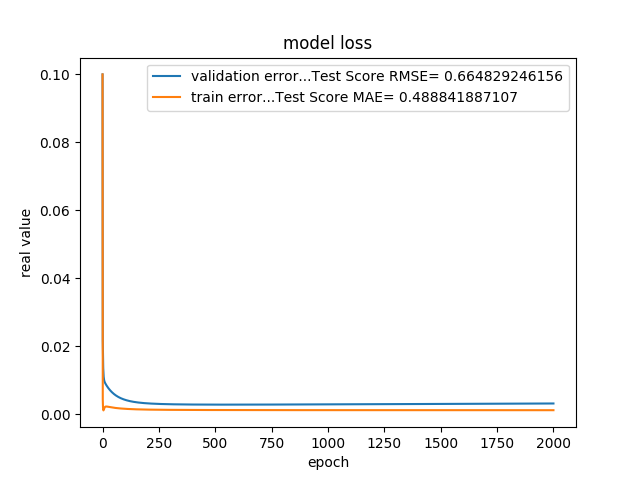 model loss
validation error...Test Score RMSE= 0.664829246156
train error...Test Score MAE= 0.488841887107
0.10
0.08
0.06
0.04
0.02
0.00
real value
0 250 500 750 1000 1250 1500 1750 2000
epoch